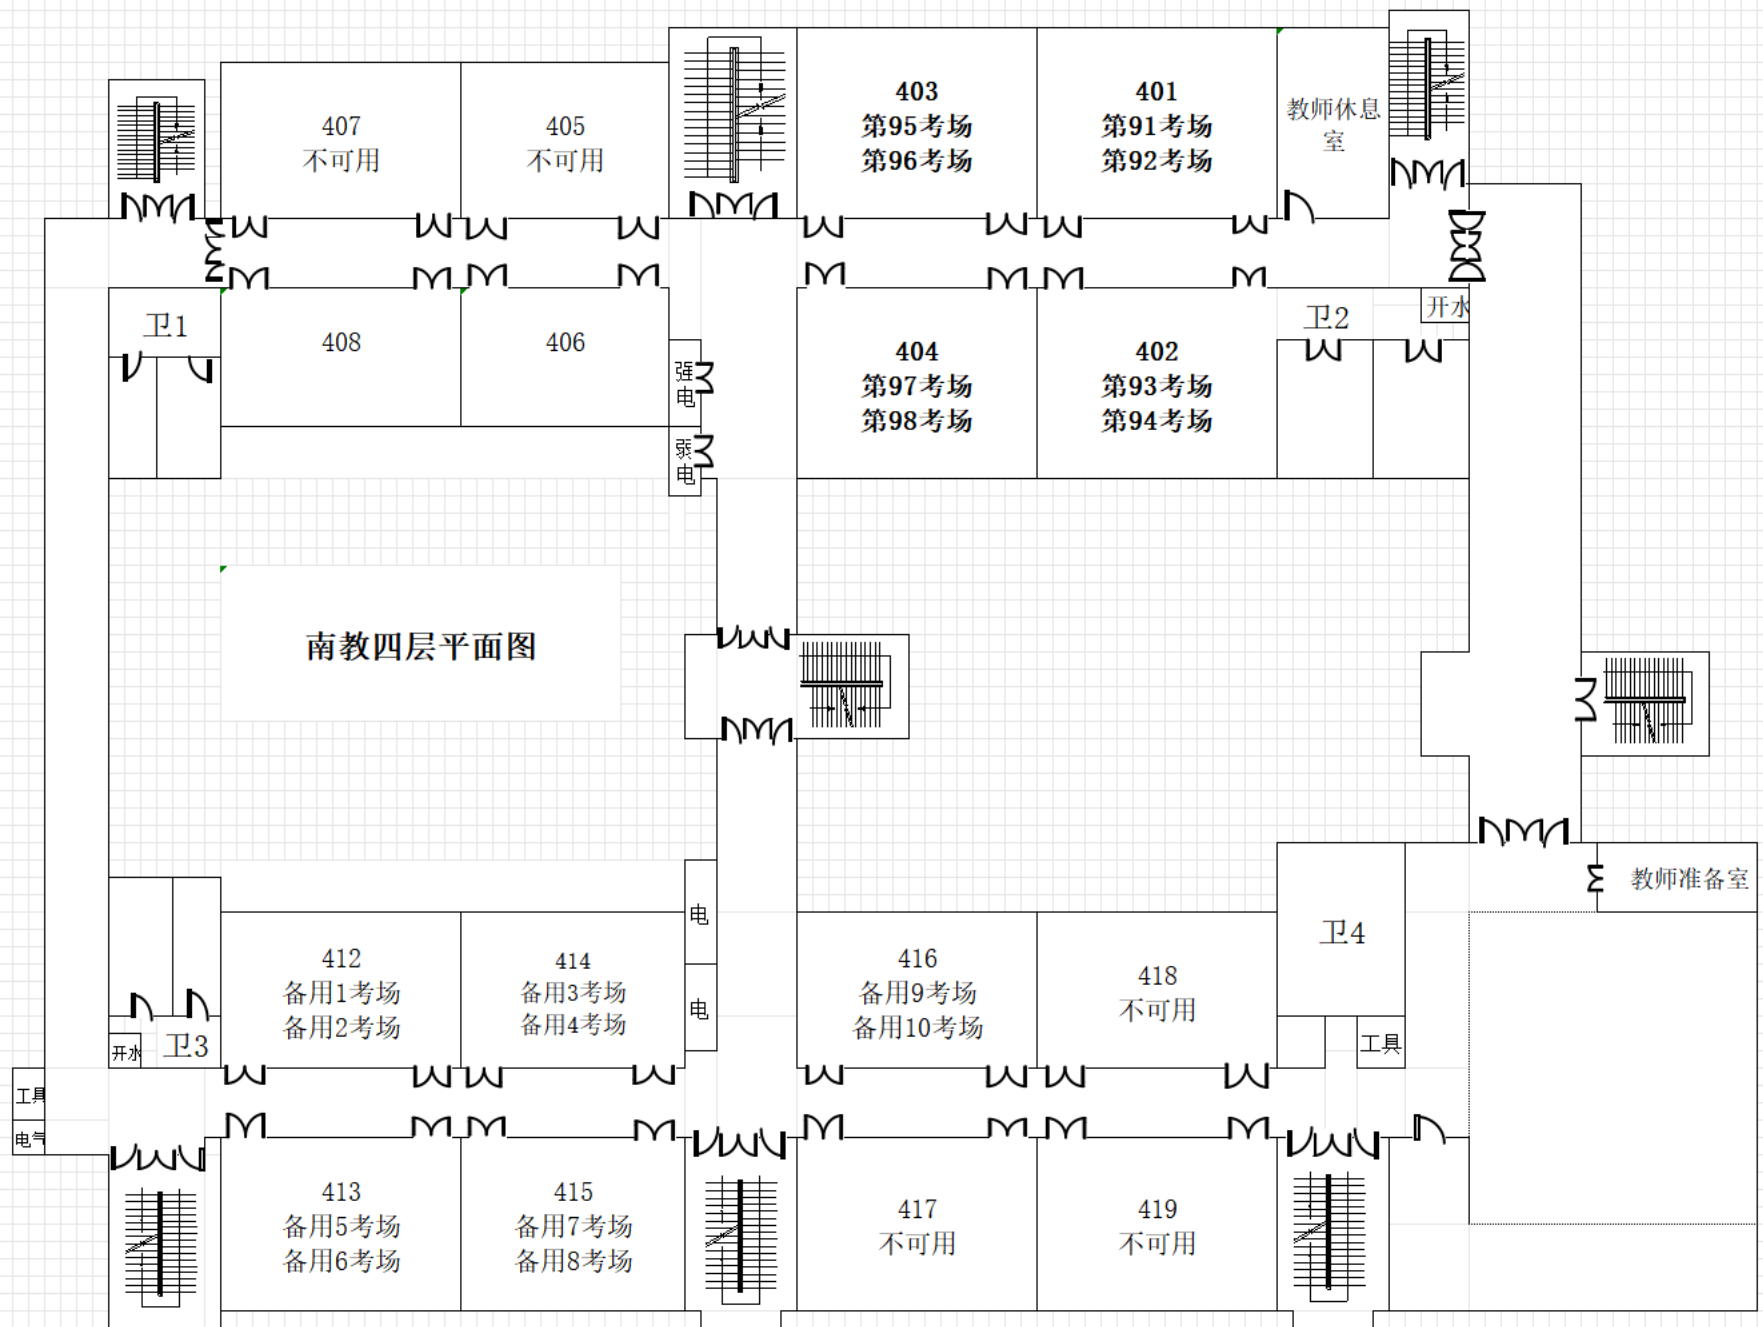 407
不可用
405
不可用
403
第95考场
第96考场
401
第91考场
第92考场
教师休息
室
卫1
408
406
强
电
弱
电
404
第97考场
第98考场
402
第93考场
第94考场
卫2
开水
南教四层平面图
教师准备室
412
备用1考场
备用2考场
414
备用3考场
备用4考场
电
电
416
备用9考场
备用10考场
418
不可用
卫4
工具
开水
卫3
工具
电气
413
备用5考场
备用6考场
415
备用7考场
备用8考场
417
不可用
419
不可用